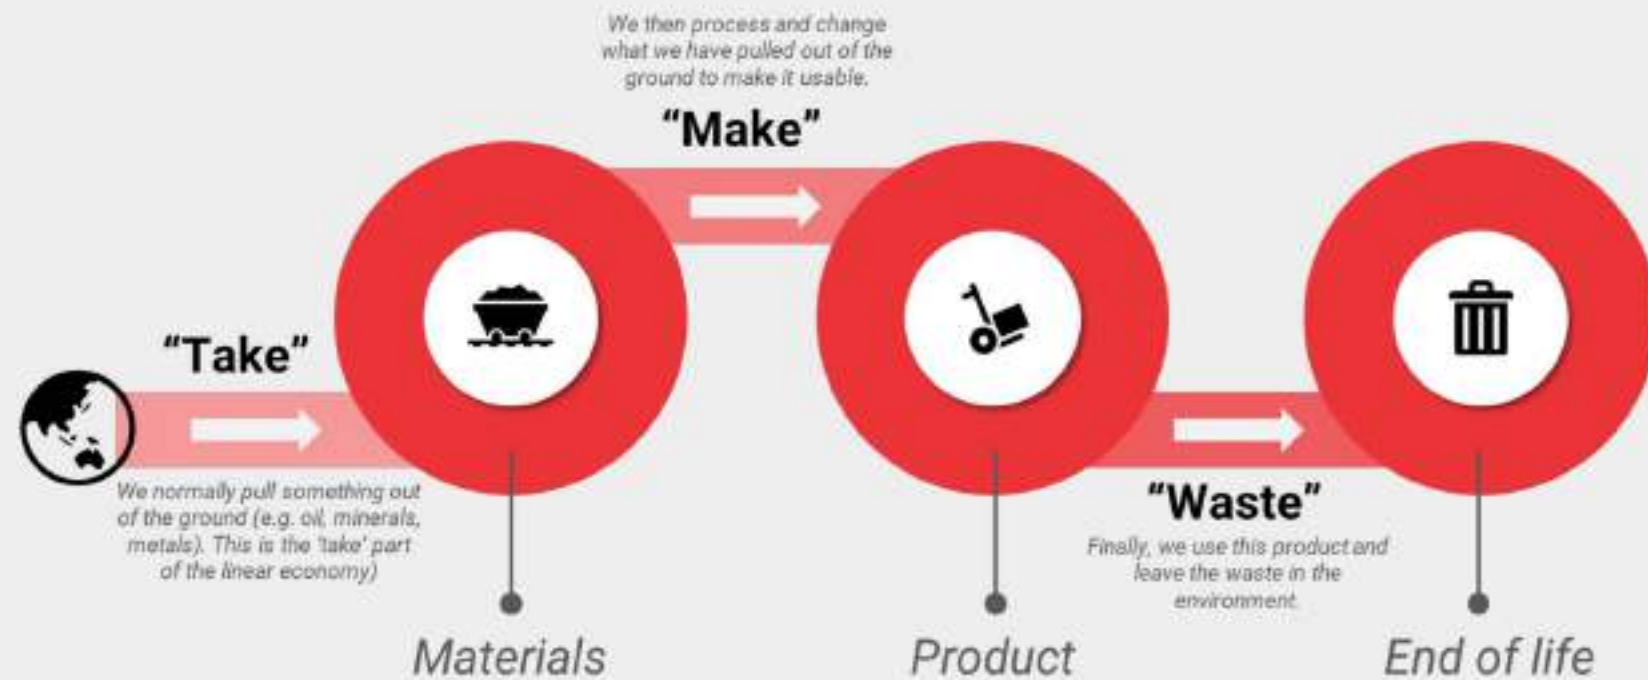 We then process and change
what we have pulled out of the
ground to make it usable.
“Make”
“Take”
We normally pull something out
of the ground (e.g. oil, minerals,
metals). This is the 'take' part
of the linear economy)
“Waste”
Finally, we use this product and
leave the waste in the
environment.
Materials
Product
End of life